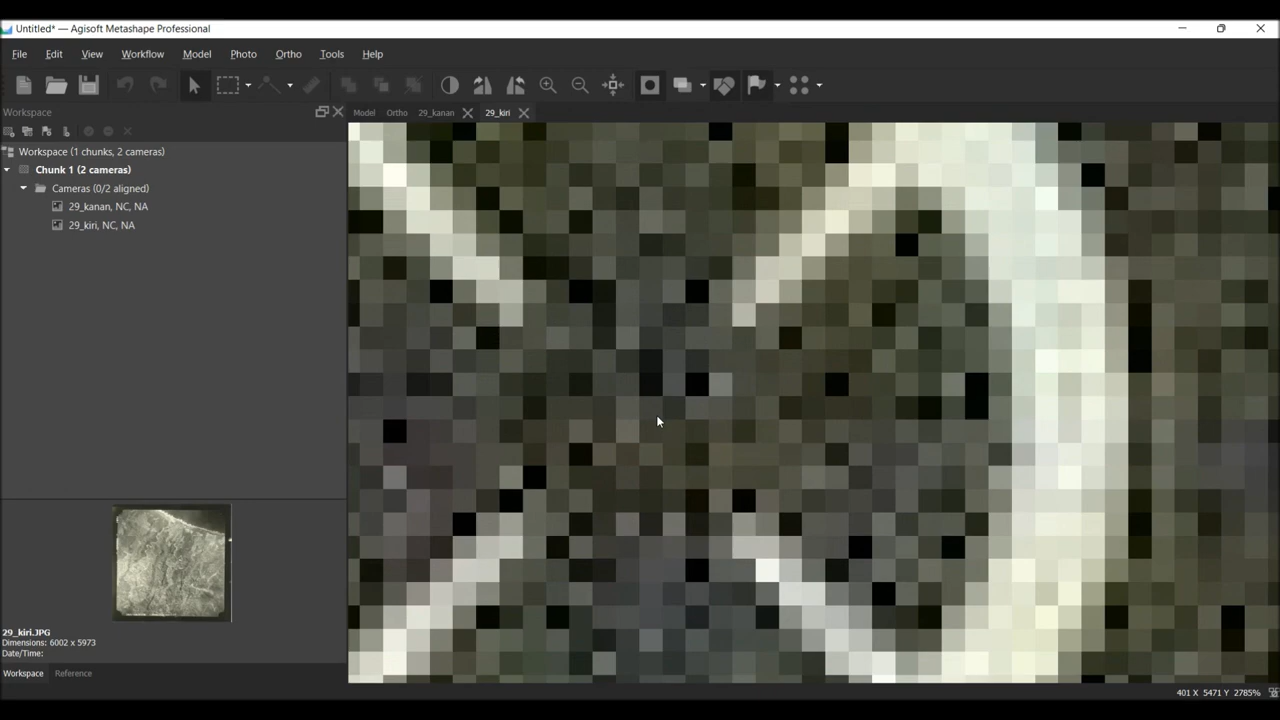 Untitled* — Agisoft Metashape Professional
File Edit View Workflow Model Photo Ortho Tools Help
Workspace
Model Ortho 29_kanan 29_kiri
Workspace (1 chunks, 2 cameras)
Chunk 1 (2 cameras)
Cameras (0/2 aligned)
29_kanan, NC, NA
29_kiri, NC, NA
29_kiri.JPG
Dimensions: 6002 x 5973
Date/Time:
Workspace Reference
401 X 5471 Y 2785%